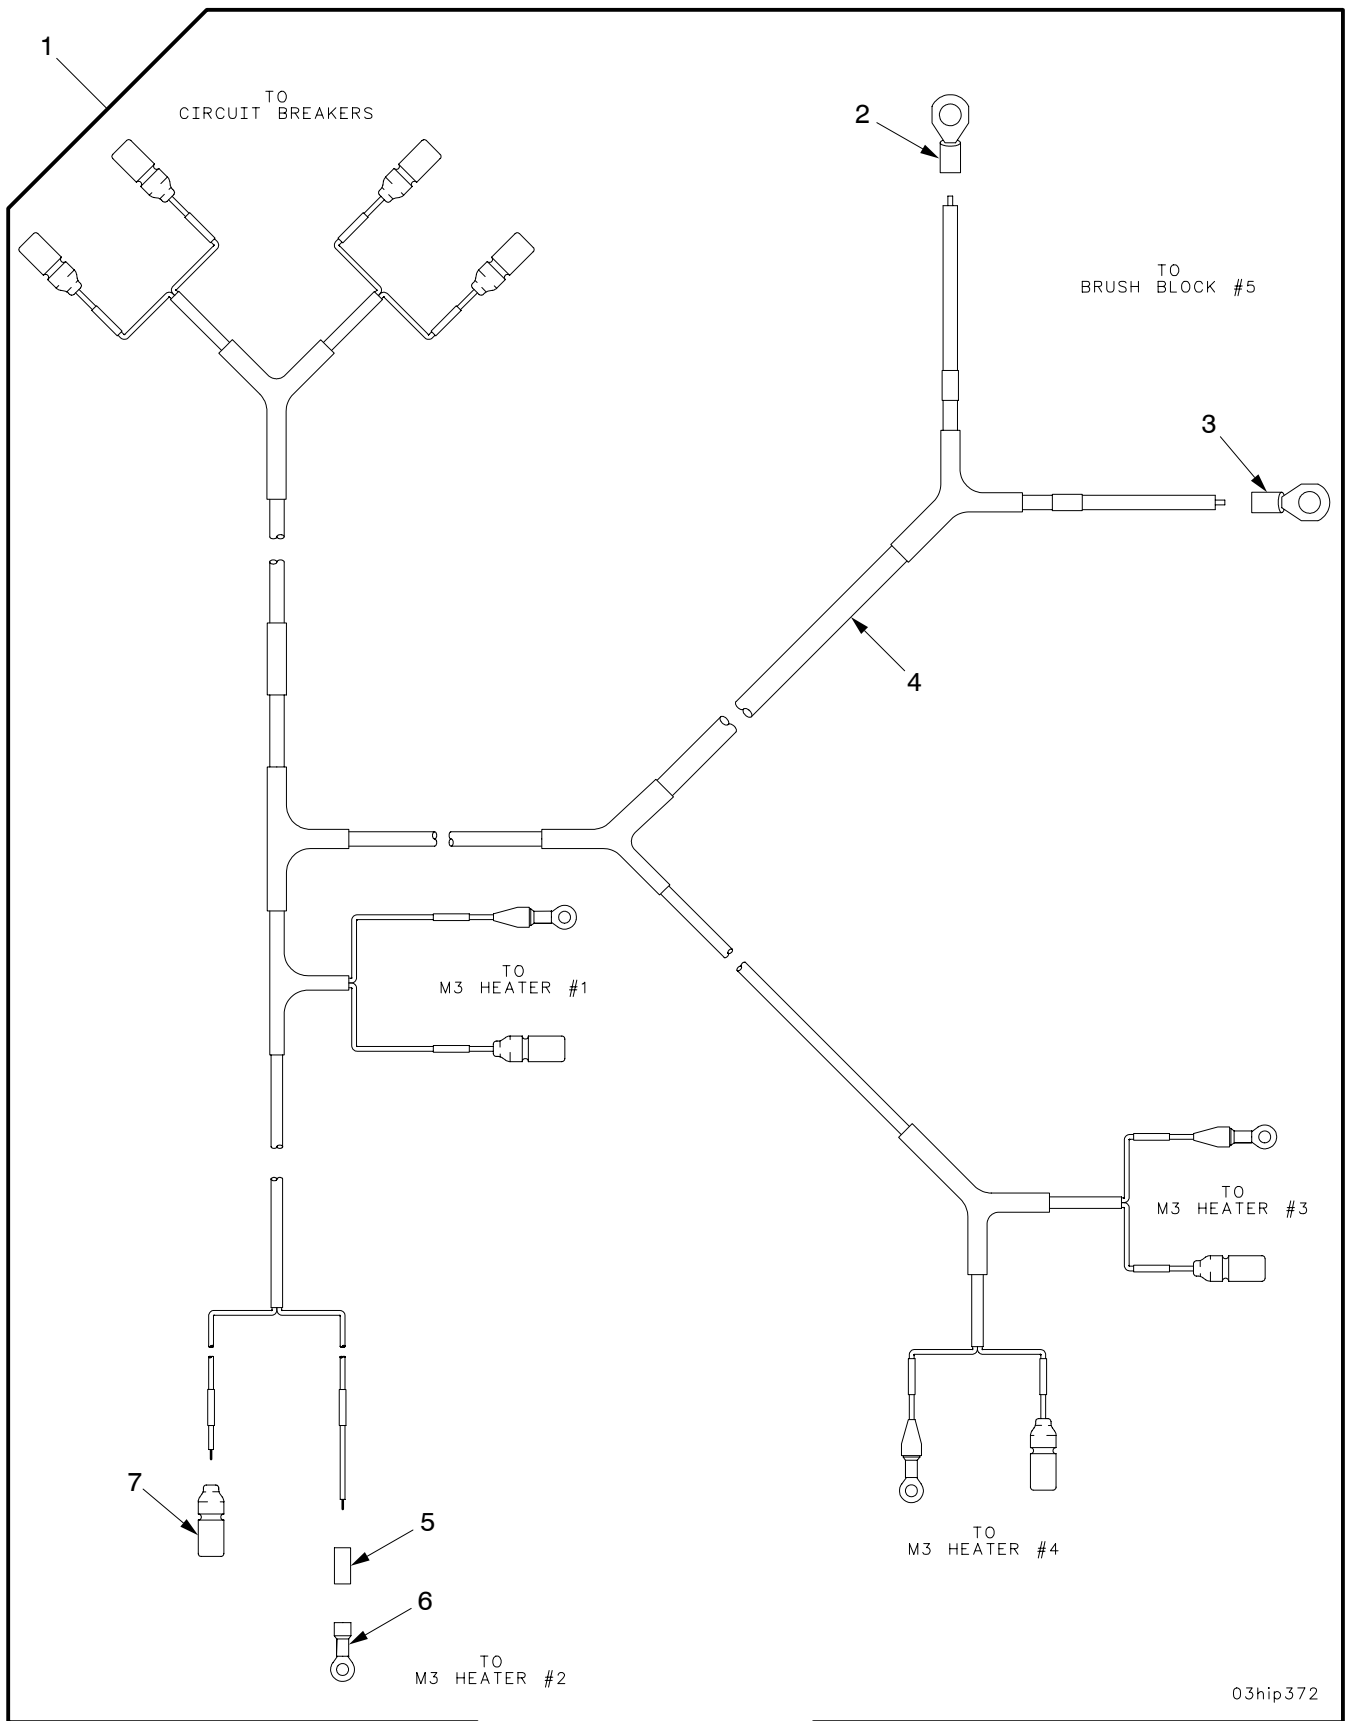 1
TO
CIRCUIT BREAKERS
2
TO
BRUSH BLOCK #5
3
4
TO
M3 HEATER #1
TO
M3 HEATER #3
7
5
TO
M3 HEATER #4
6
TO
M3 HEATER #2
03hip372